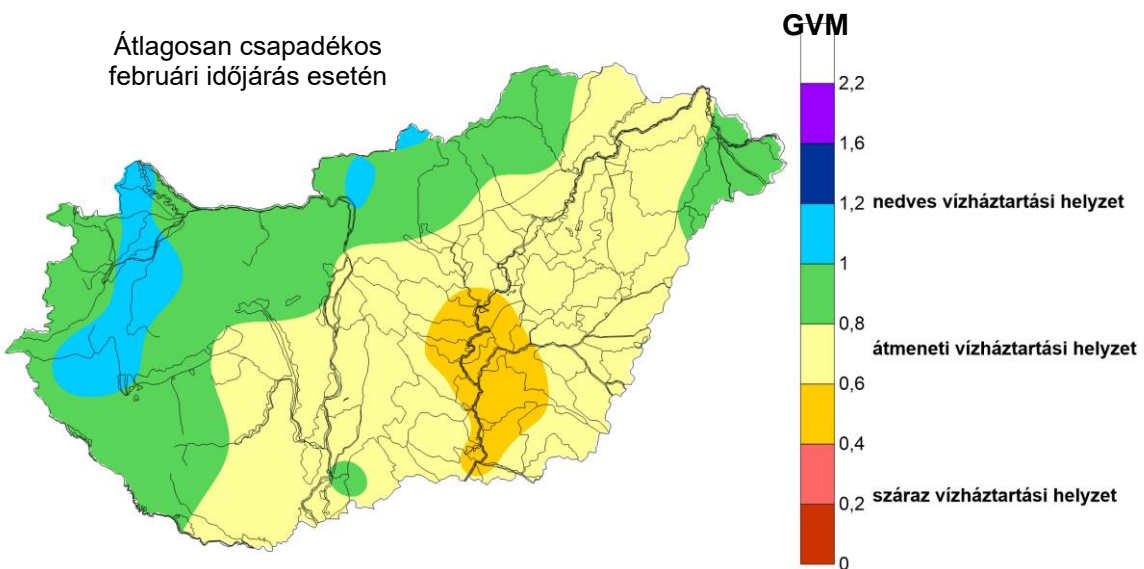 Átlagosan csapadékos
februári időjárás esetén
GVM
2,2
1,6
1,2 nedves vízháztartási helyzet
1
0,8
átmeneti vízháztartási helyzet
0,6
0,4
száraz vízháztartási helyzet
0,2
0